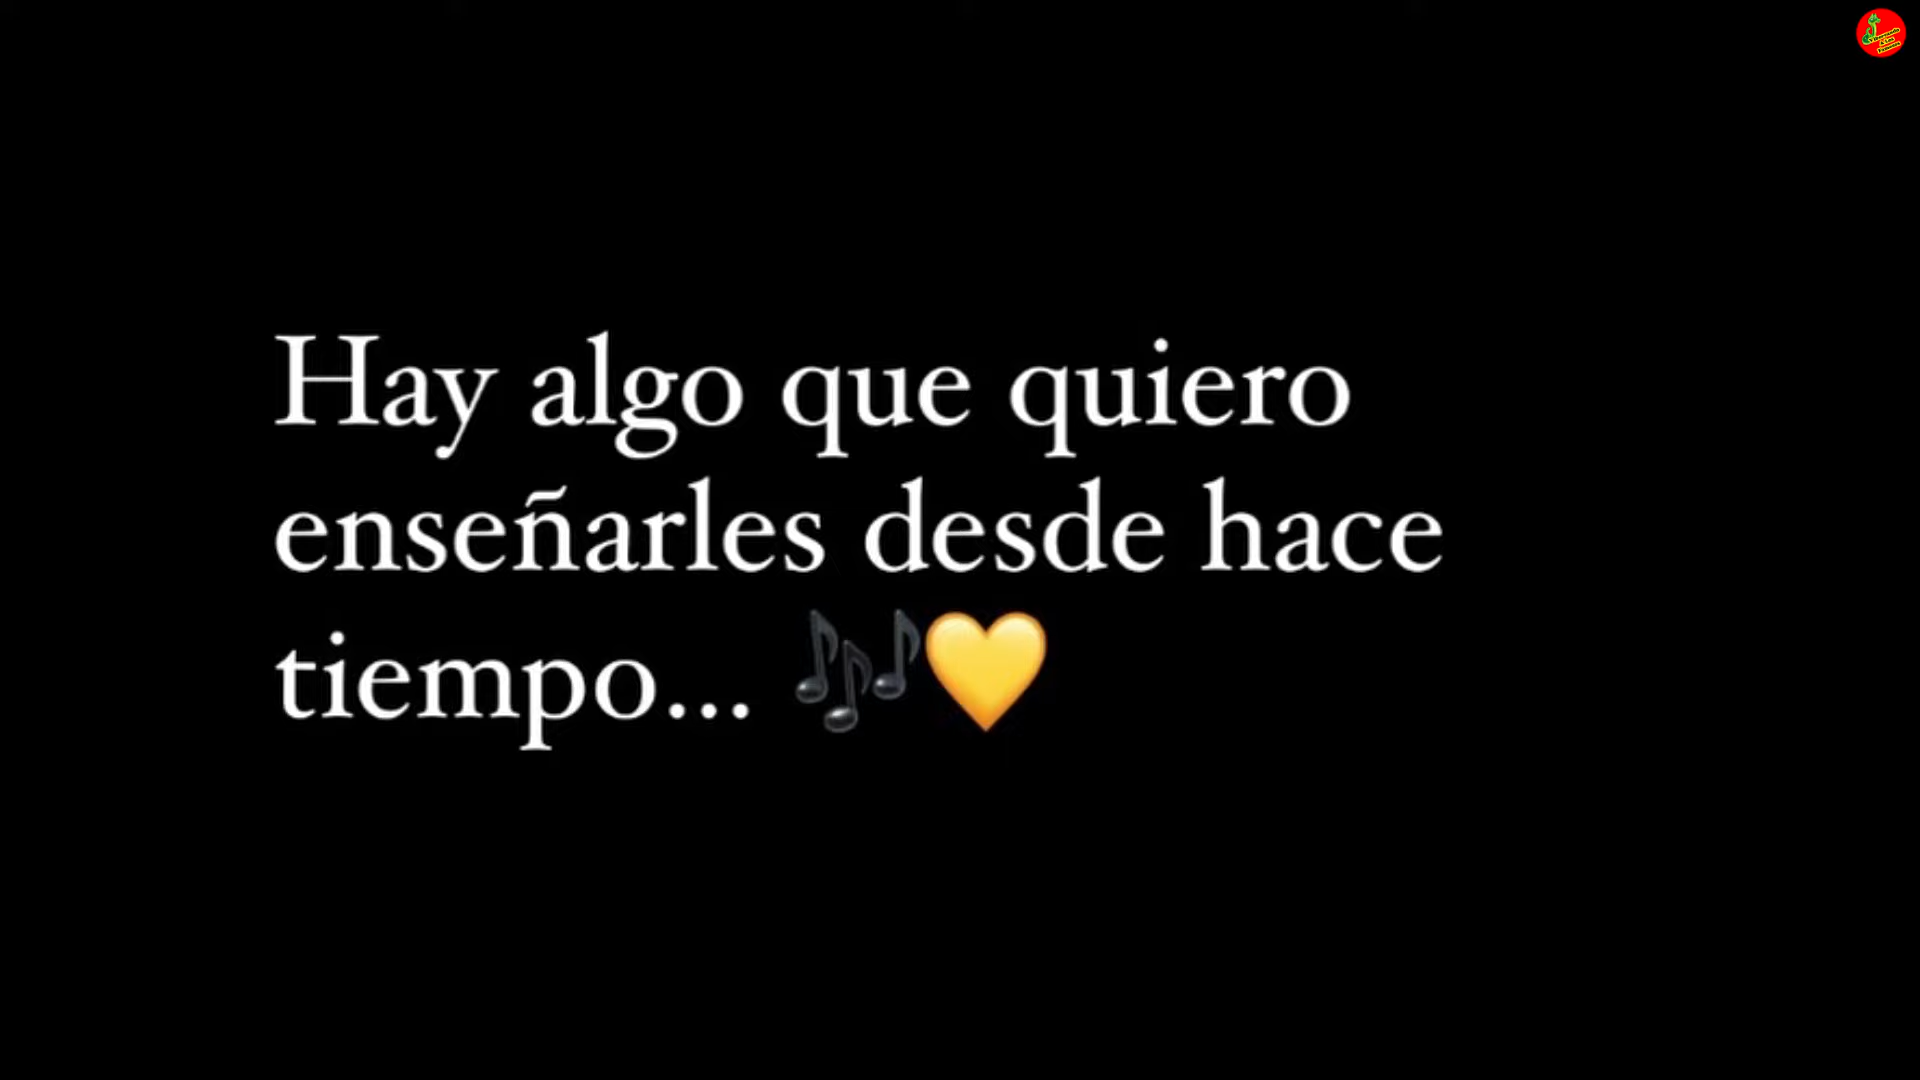 Hay algo que quiero
enseñarles desde hace
tiempo... 🎶💛